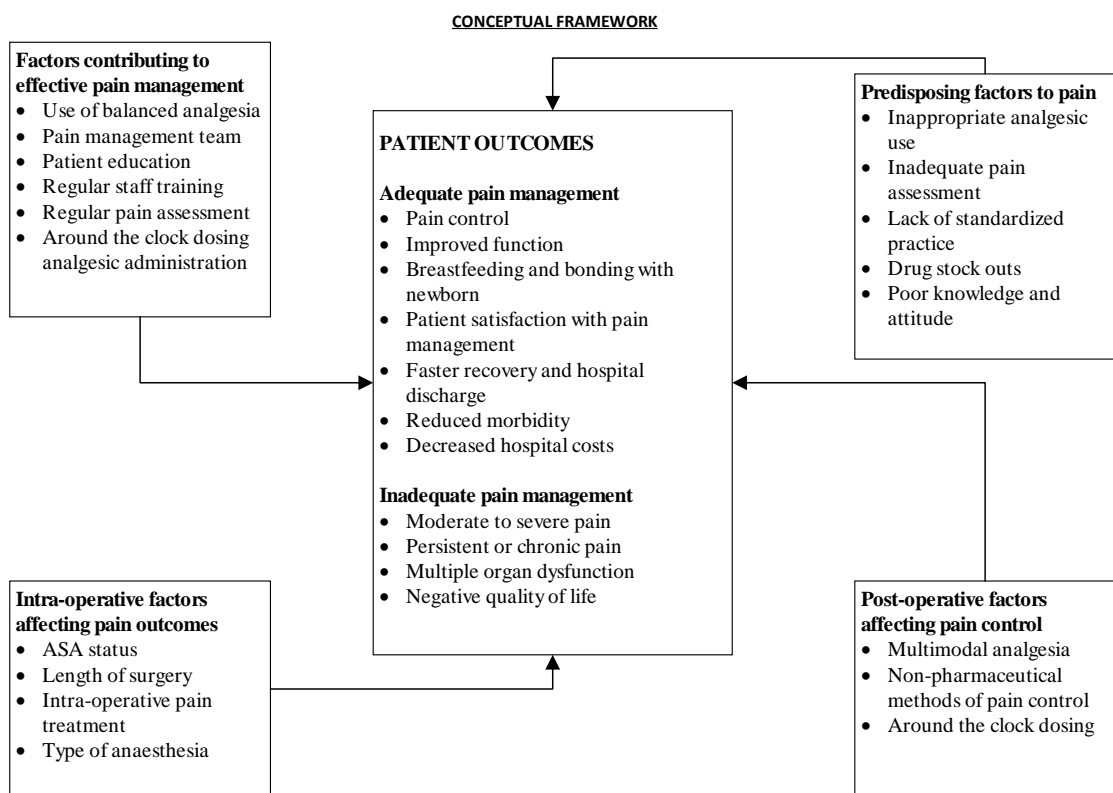 CONCEPTUAL FRAMEWORK
Factors contributing to
effective pain management
• Use of balanced analgesia
• Pain management team
• Patient education
• Regular staff training
• Regular pain assessment
• Around the clock dosing
analgesic administration
PATIENT OUTCOMES
Adequate pain management
• Pain control
• Improved function
• Breastfeeding and bonding with
newborn
• Patient satisfaction with pain
management
• Faster recovery and hospital
discharge
• Reduced morbidity
• Decreased hospital costs
Inadequate pain management
• Moderate to severe pain
• Persistent or chronic pain
• Multiple organ dysfunction
• Negative quality of life
Predisposing factors to pain
• Inappropriate analgesic
use
• Inadequate pain
assessment
• Lack of standardized
practice
• Drug stock outs
• Poor knowledge and
attitude
Intra-operative factors
affecting pain outcomes
• ASA status
• Length of surgery
• Intra-operative pain
treatment
• Type of anaesthesia
Post-operative factors
affecting pain control
• Multimodal analgesia
• Non-pharmaceutical
methods of pain control
• Around the clock dosing